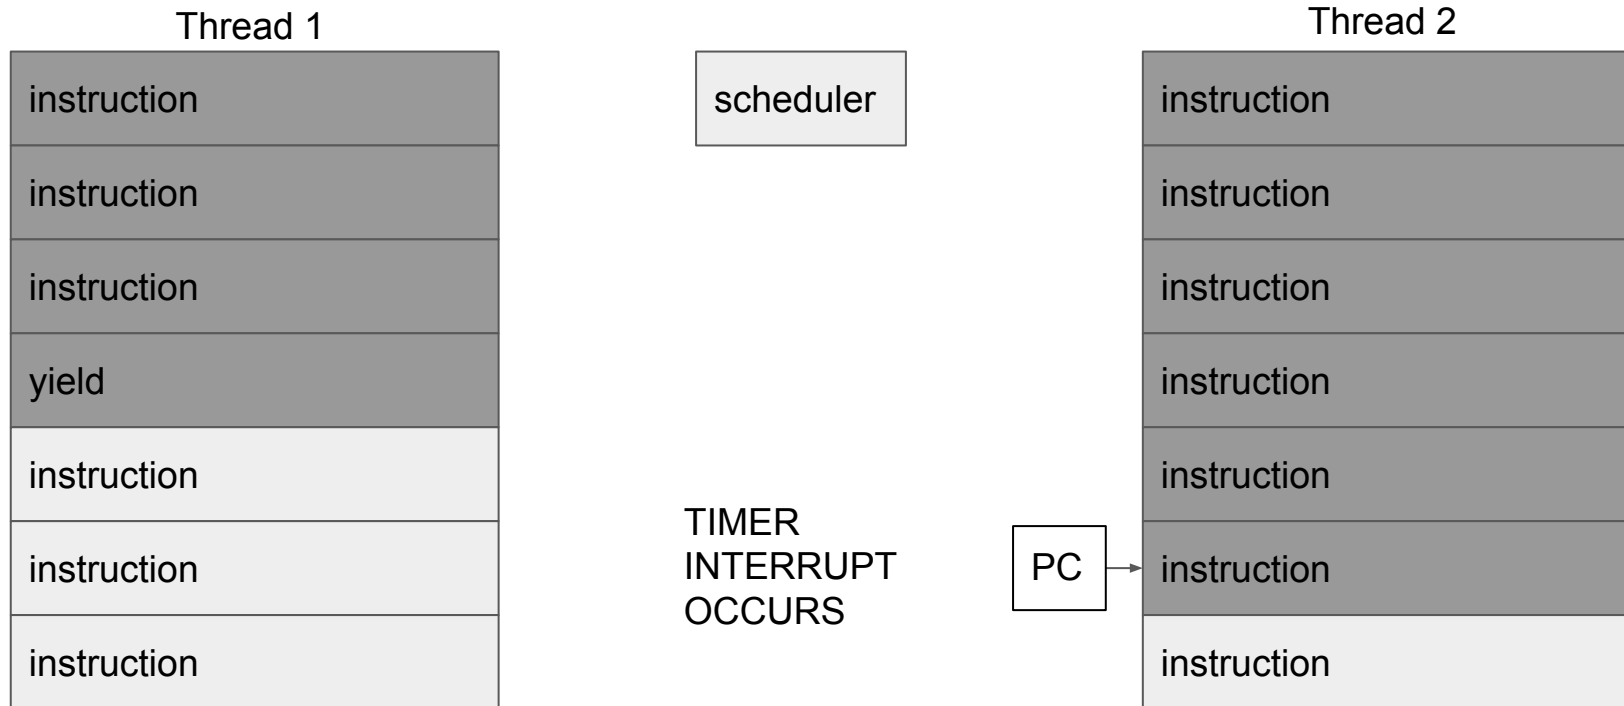 Thread 1
instruction
instruction
instruction
yield
instruction
instruction
instruction
scheduler
TIMER
INTERRUPT
OCCURS
PC
Thread 2
instruction
instruction
instruction
instruction
instruction
instruction
instruction